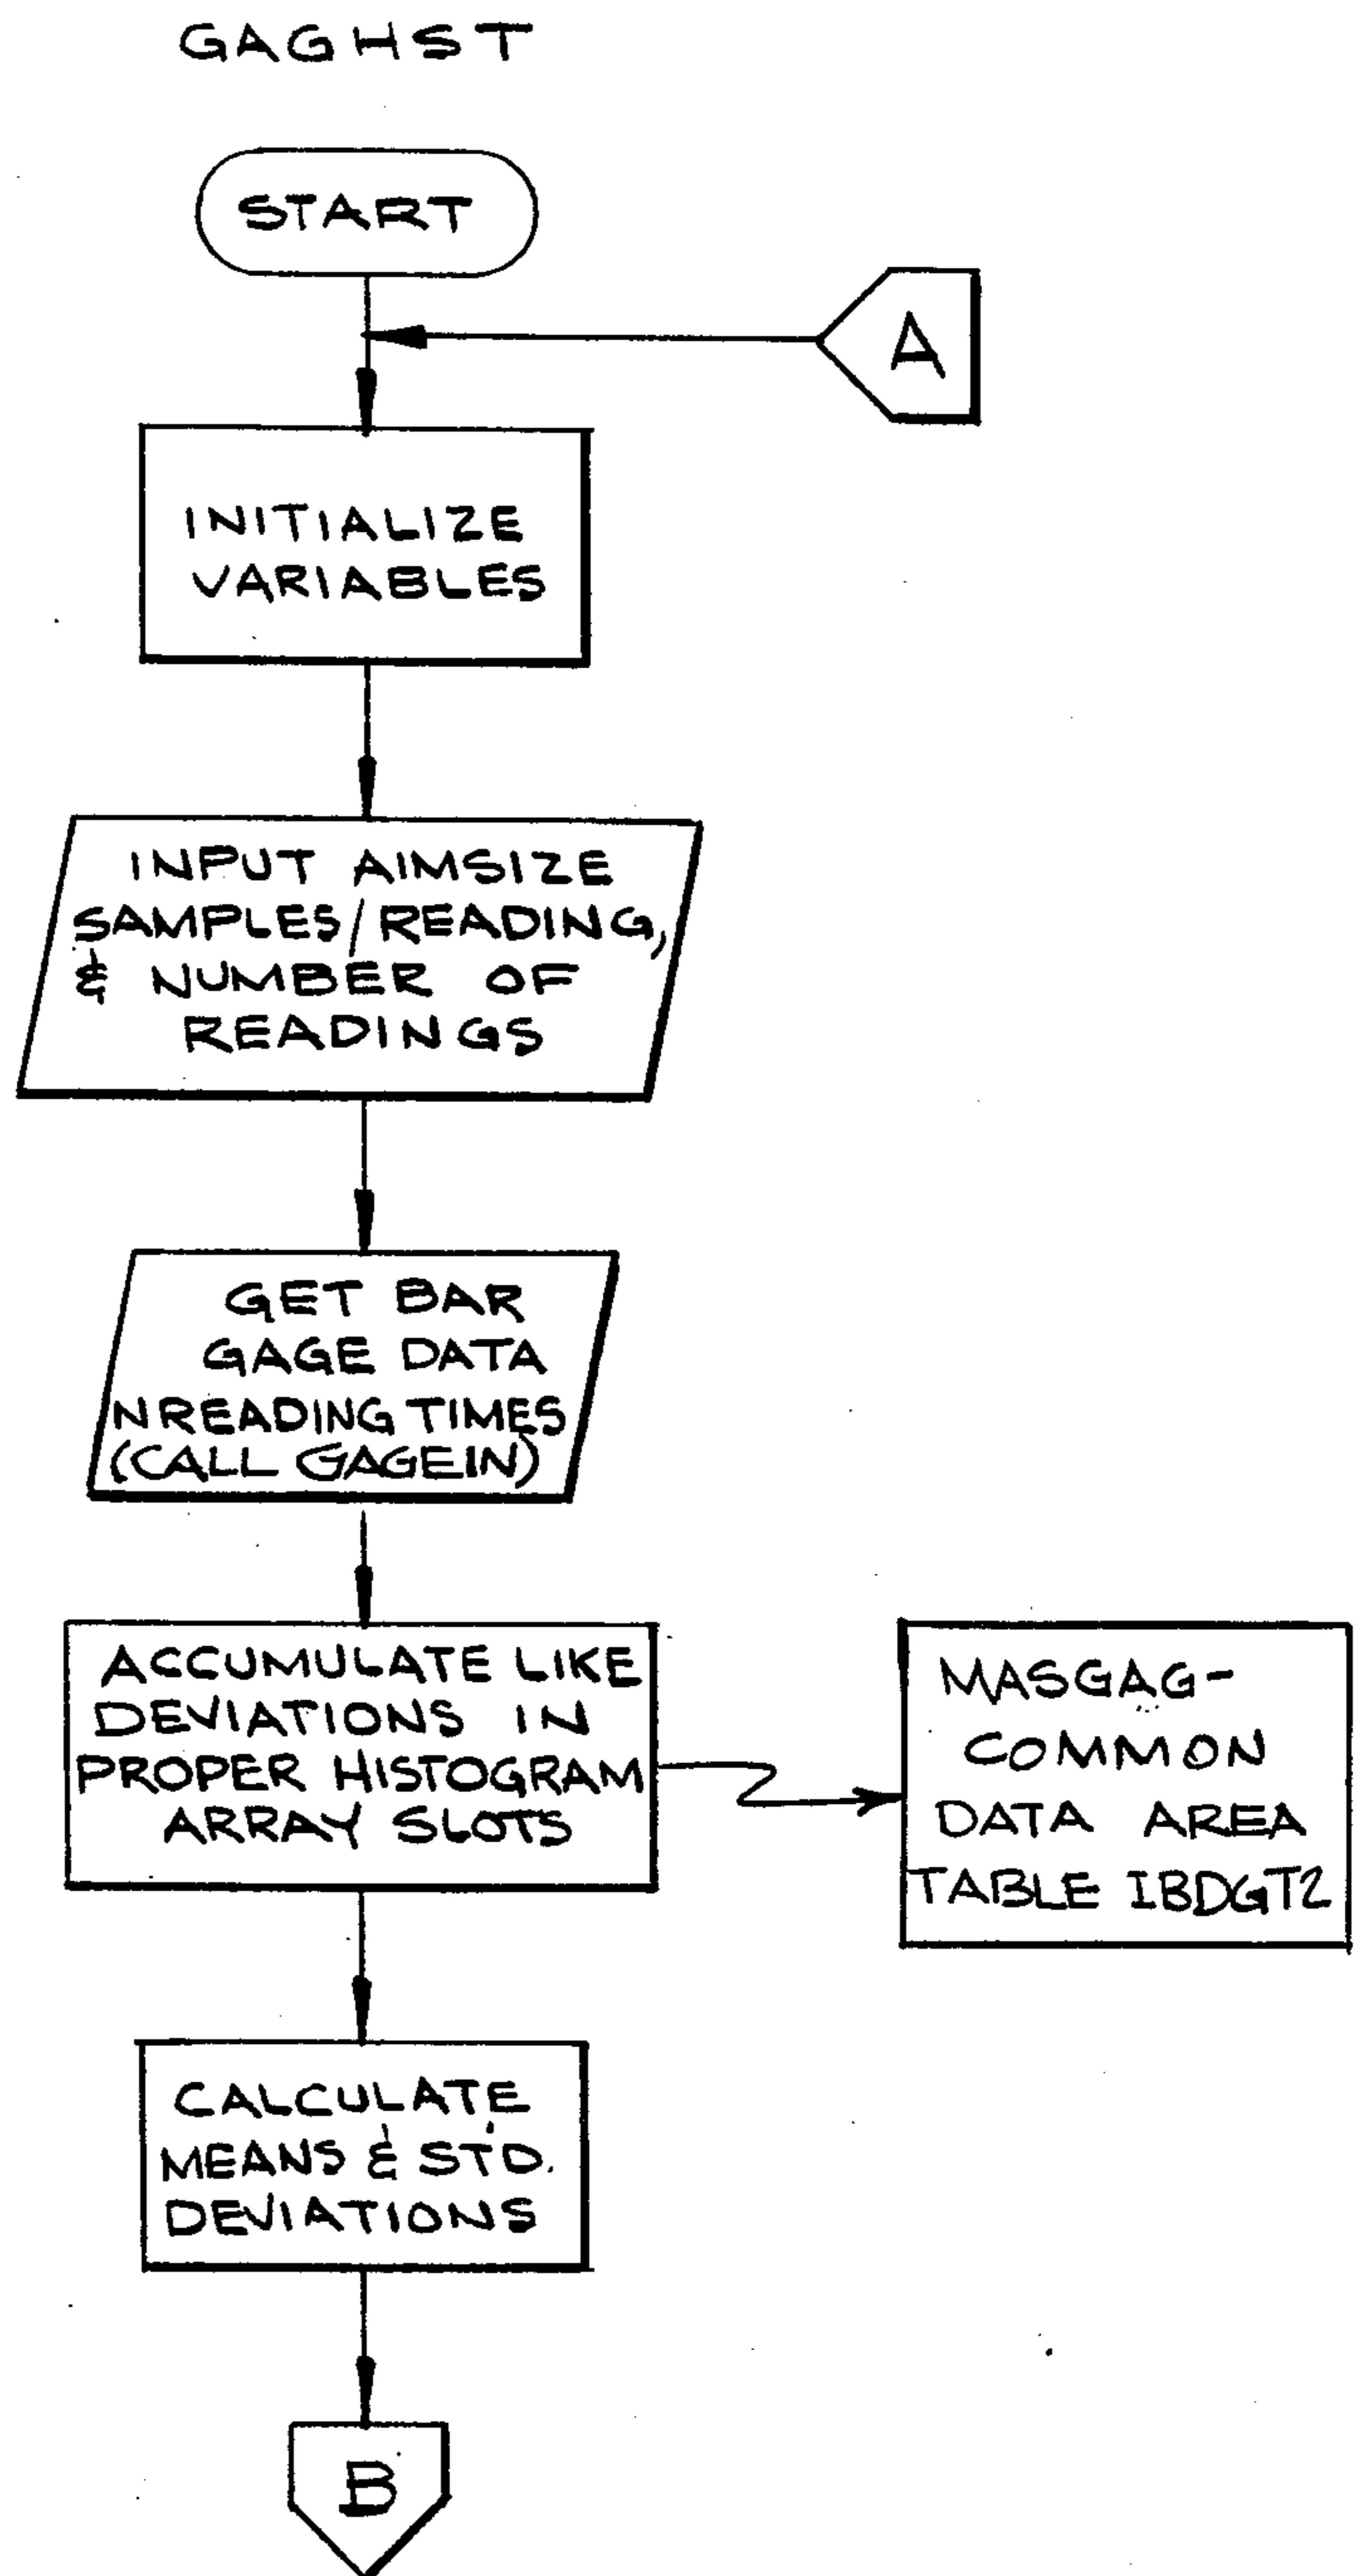 GAGHST
START
A
INITIALIZE
VARIABLES
INPUT AIMSIZE
SAMPLES/READING,
& NUMBER OF
READINGS
GET BAR
GAGE DATA
NREADING TIMES
(CALL GAGEIN)
ACCUMULATE LIKE
DEVIATIONS IN
PROPER HISTOGRAM
ARRAY SLOTS
MASGAG-
COMMON
DATA AREA
TABLE IBDGT2
CALCULATE
MEANS & ST'D.
DEVIATIONS
B